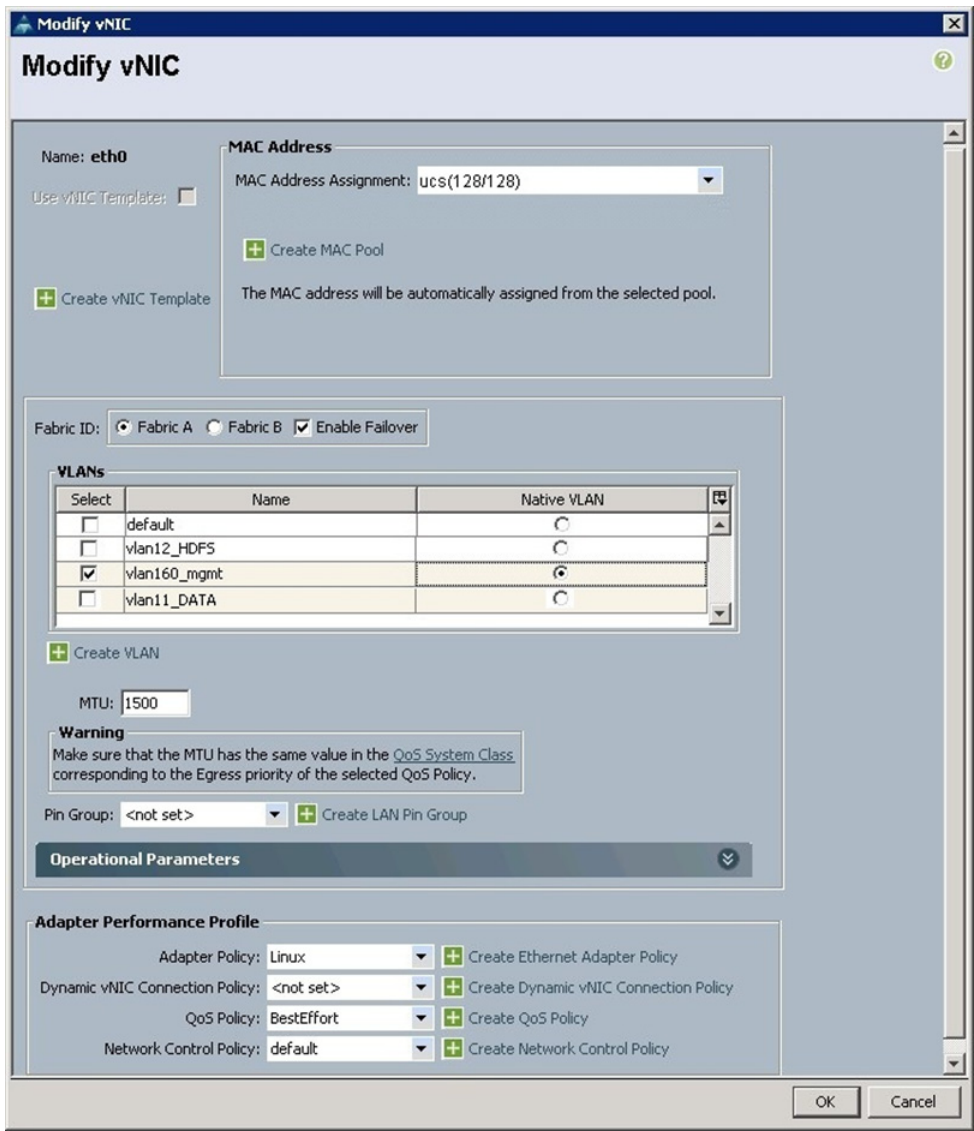 Modify vNIC
Modify vNIC
Name: eth0
Use vNIC Template:
Create vNIC Template
MAC Address
MAC Address Assignment: ucs(128/128)
Create MAC Pool
The MAC address will be automatically assigned from the selected pool.
Fabric ID: Fabric A Fabric B Enable Failover
VLANs
Select Name Native VLAN
default
vlan12_HDFS
vlan160_mgmt
vlan11_DATA
Create VLAN
MTU: 1500
Warning
Make sure that the MTU has the same value in the QoS System Class
corresponding to the Egress priority of the selected QoS Policy.
Pin Group: <not set> Create LAN Pin Group
Operational Parameters
Adapter Performance Profile
Adapter Policy: Linux Create Ethernet Adapter Policy
Dynamic vNIC Connection Policy: <not set> Create Dynamic vNIC Connection Policy
QoS Policy: BestEffort Create QoS Policy
Network Control Policy: default Create Network Control Policy
OK Cancel